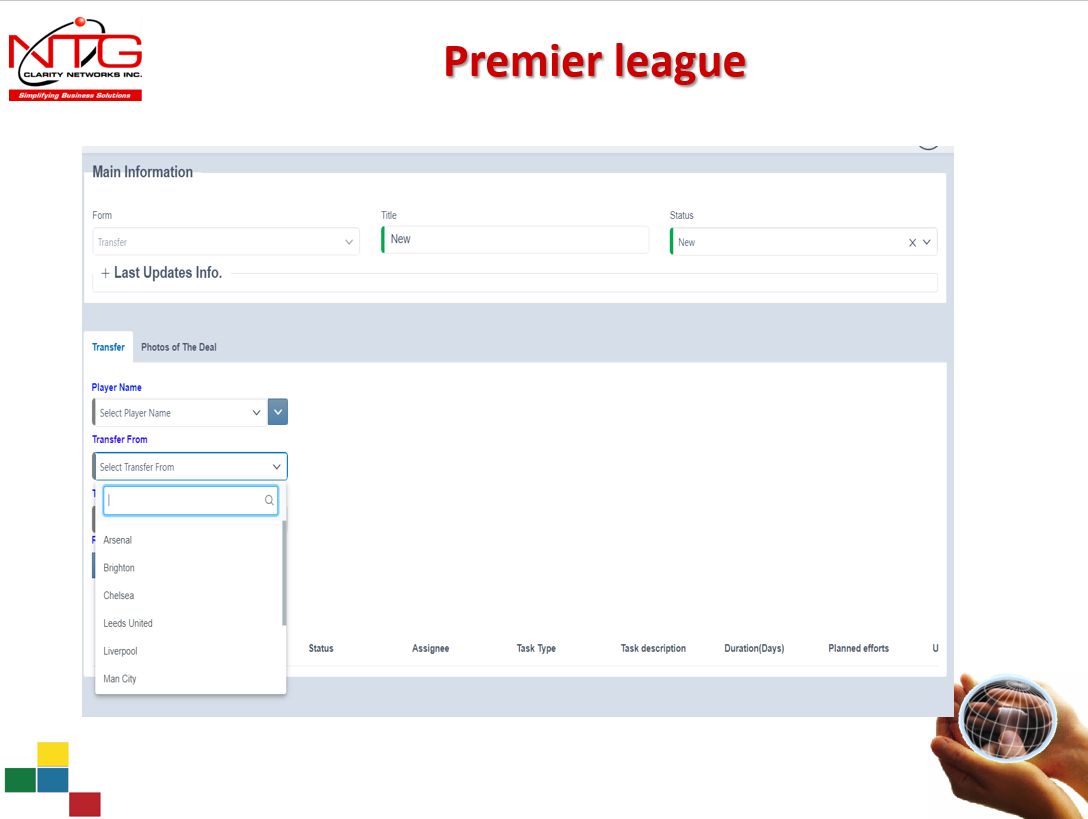 NTG
CLARITY NETWORKS INC.
Simplifying Business Solutions
Premier league
Main Information
Form
Title
Status
Transfer
New
New
X
+ Last Updates Info.
Transfer
Photos of The Deal
Player Name
Select Player Name
Transfer From
Select Transfer From
Arsenal
Brighton
Chelsea
Leeds United
Liverpool
Man City
Status
Assignee
Task Type
Task description
Duration(Days)
Planned efforts
U